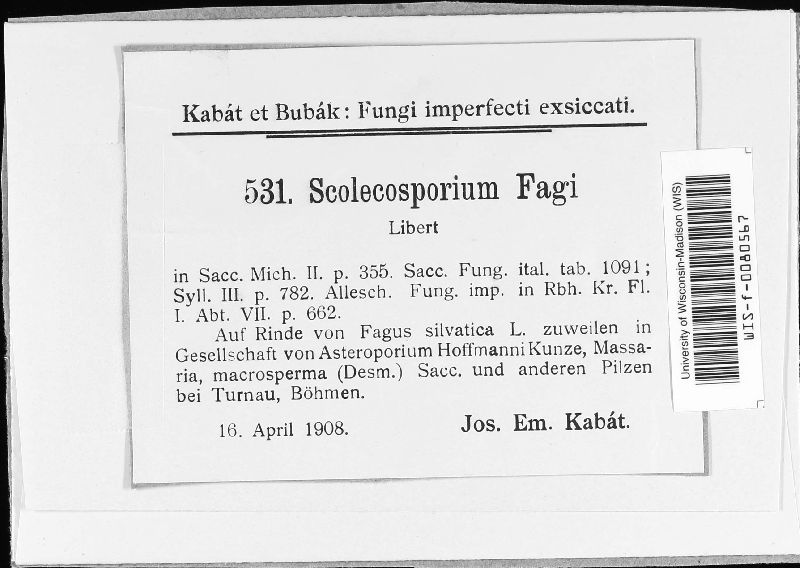 Kabát et Bubák: Fungi imperfecti exsiccati.
531. Scolecosporium Fagi
Libert
in Sacc. Mich. II. p. 355. Sacc. Fung. ital. tab. 1091;
Syll. III. p. 782. Allesch. Fung. imp. in Rbh. Kr. Fl.
I. Abt. VII. p. 662.
Auf Rinde von Fagus silvatica L. zuweilen in
Gesellschaft von Asteroporium Hoffmanni Kunze, Massa-
ria, macrosperma (Desm.) Sacc. und anderen Pilzen
bei Turnau, Böhmen.
16. April 1908.
Jos. Em. Kabát.
University of Wisconsin-Madison (WIS)
WIS-f-0080567